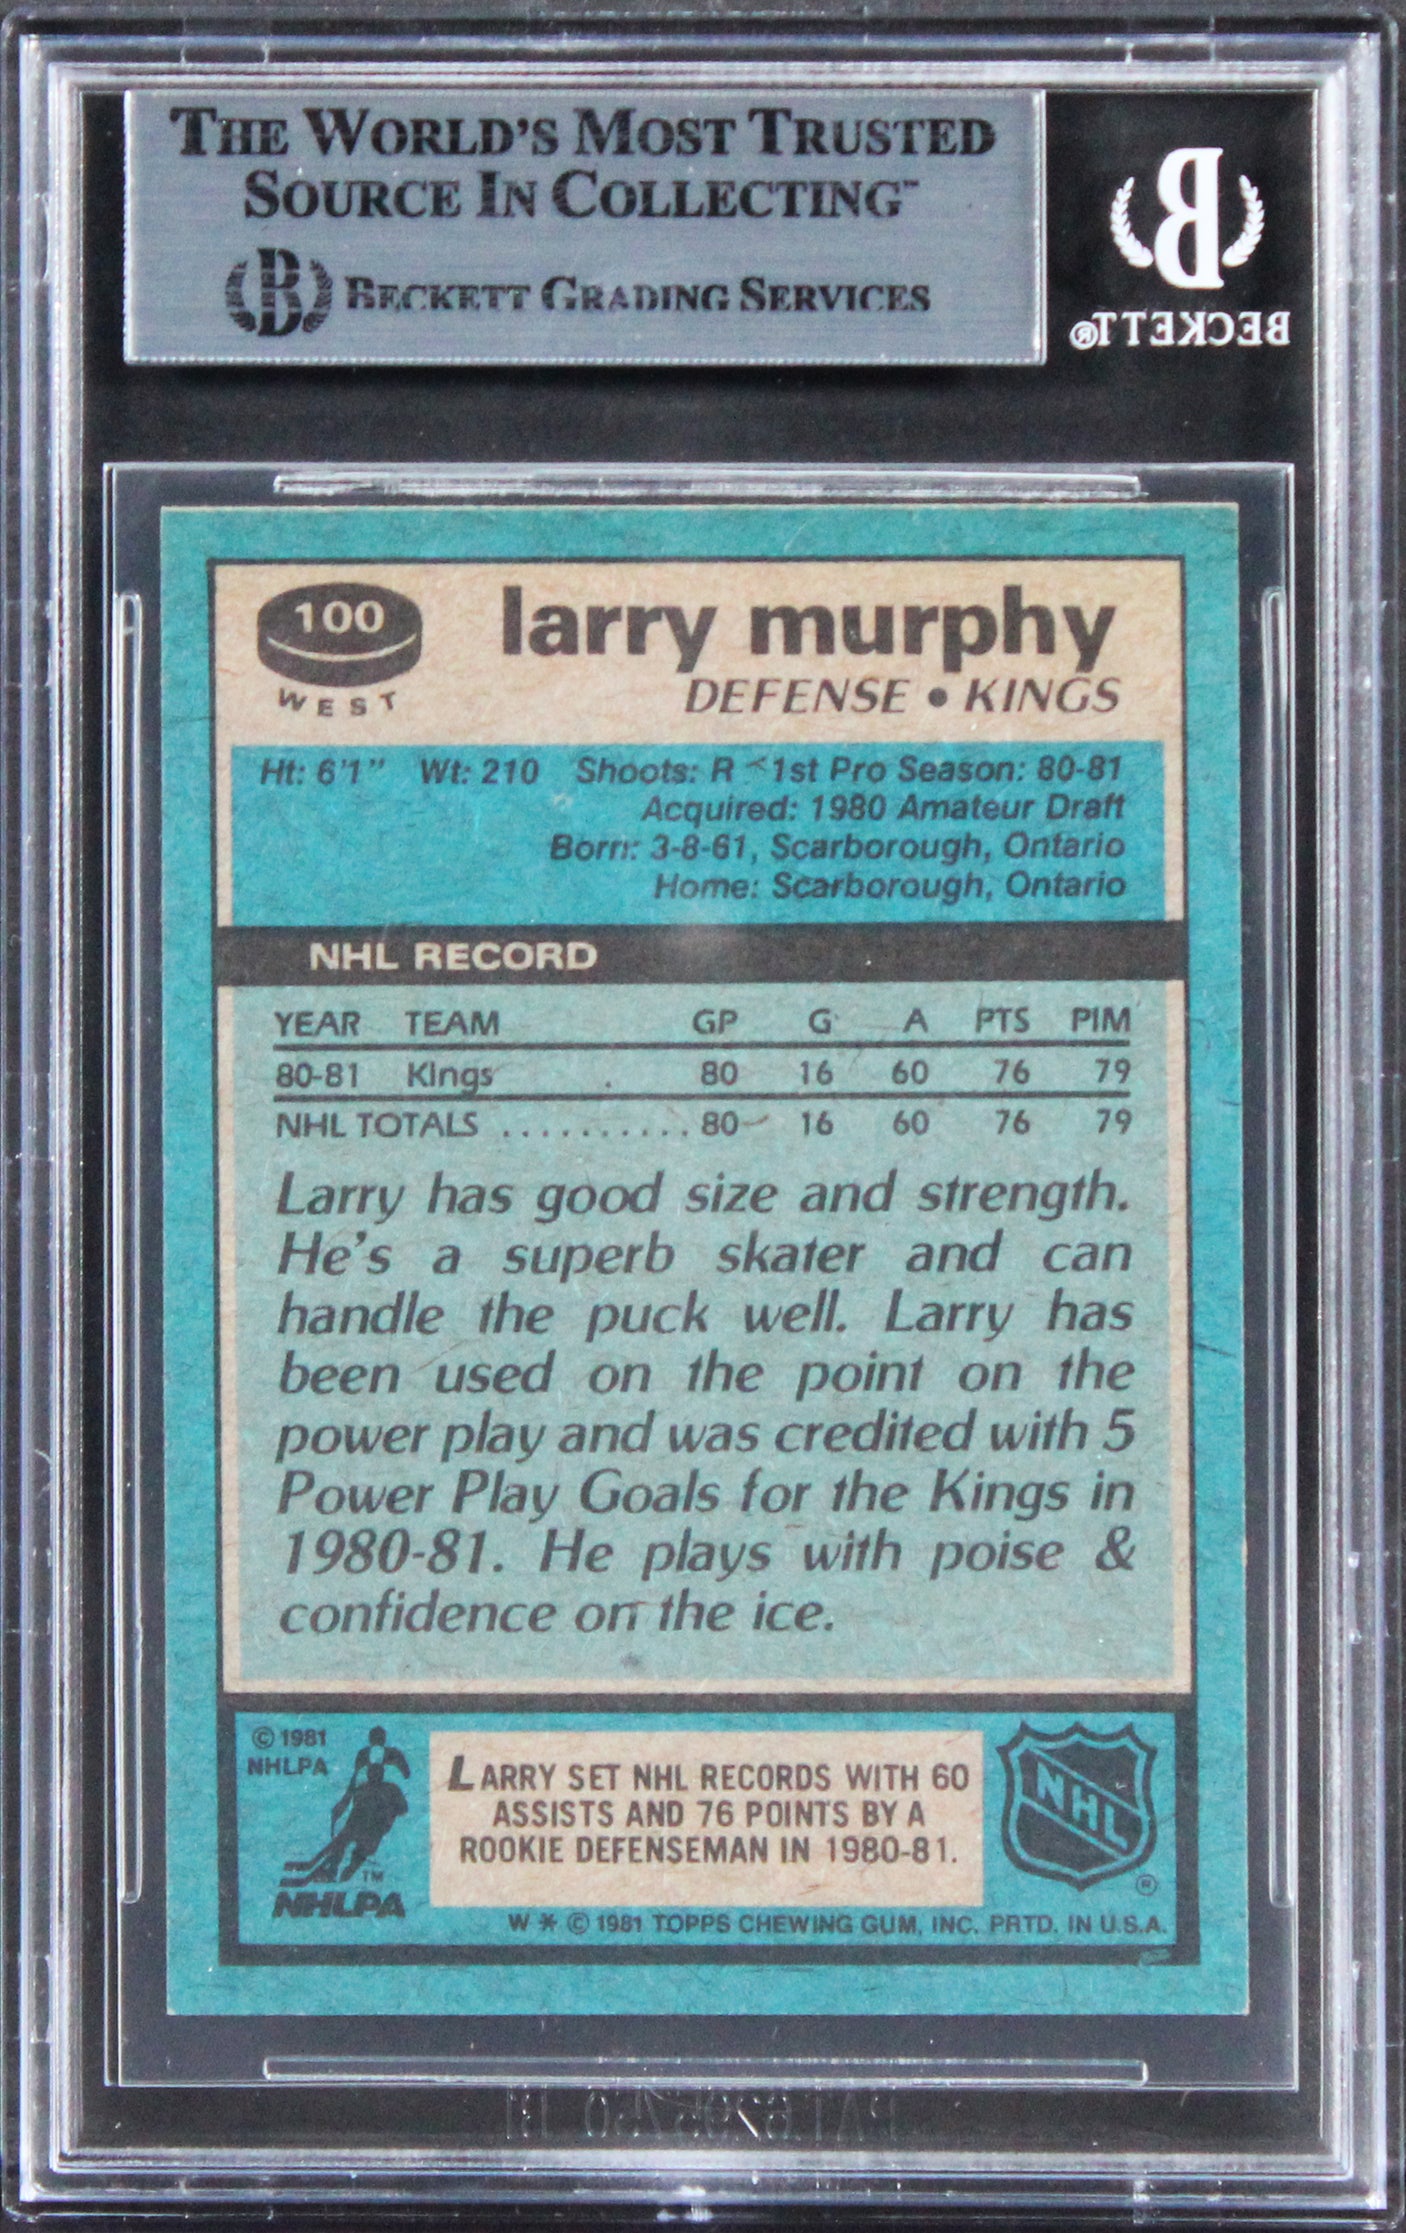 THE WORLD'S MOST TRUSTED
SOURCE IN COLLECTING™
B BECKETT GRADING SERVICES
B
BECKETT®
100
WEST
larry murphy
DEFENSE • KINGS
Ht: 6'1" Wt: 210 Shoots: R 1st Pro Season: 80-81
Acquired: 1980 Amateur Draft
Born: 3-8-61, Scarborough, Ontario
Home: Scarborough, Ontario
NHL RECORD
YEAR TEAM GP G A PTS PIM
80-81 Kings 80 16 60 76 79
NHL TOTALS .......... 80 16 60 76 79
Larry has good size and strength.
He's a superb skater and can
handle the puck well. Larry has
been used on the point on the
power play and was credited with 5
Power Play Goals for the Kings in
1980-81. He plays with poise &
confidence on the ice.
© 1981
NHLPA
TM
NHLPA
LARRY SET NHL RECORDS WITH 60
ASSISTS AND 76 POINTS BY A
ROOKIE DEFENSEMAN IN 1980-81.
NHL
®
W * © 1981 TOPPS CHEWING GUM, INC. PRTD. IN U.S.A.